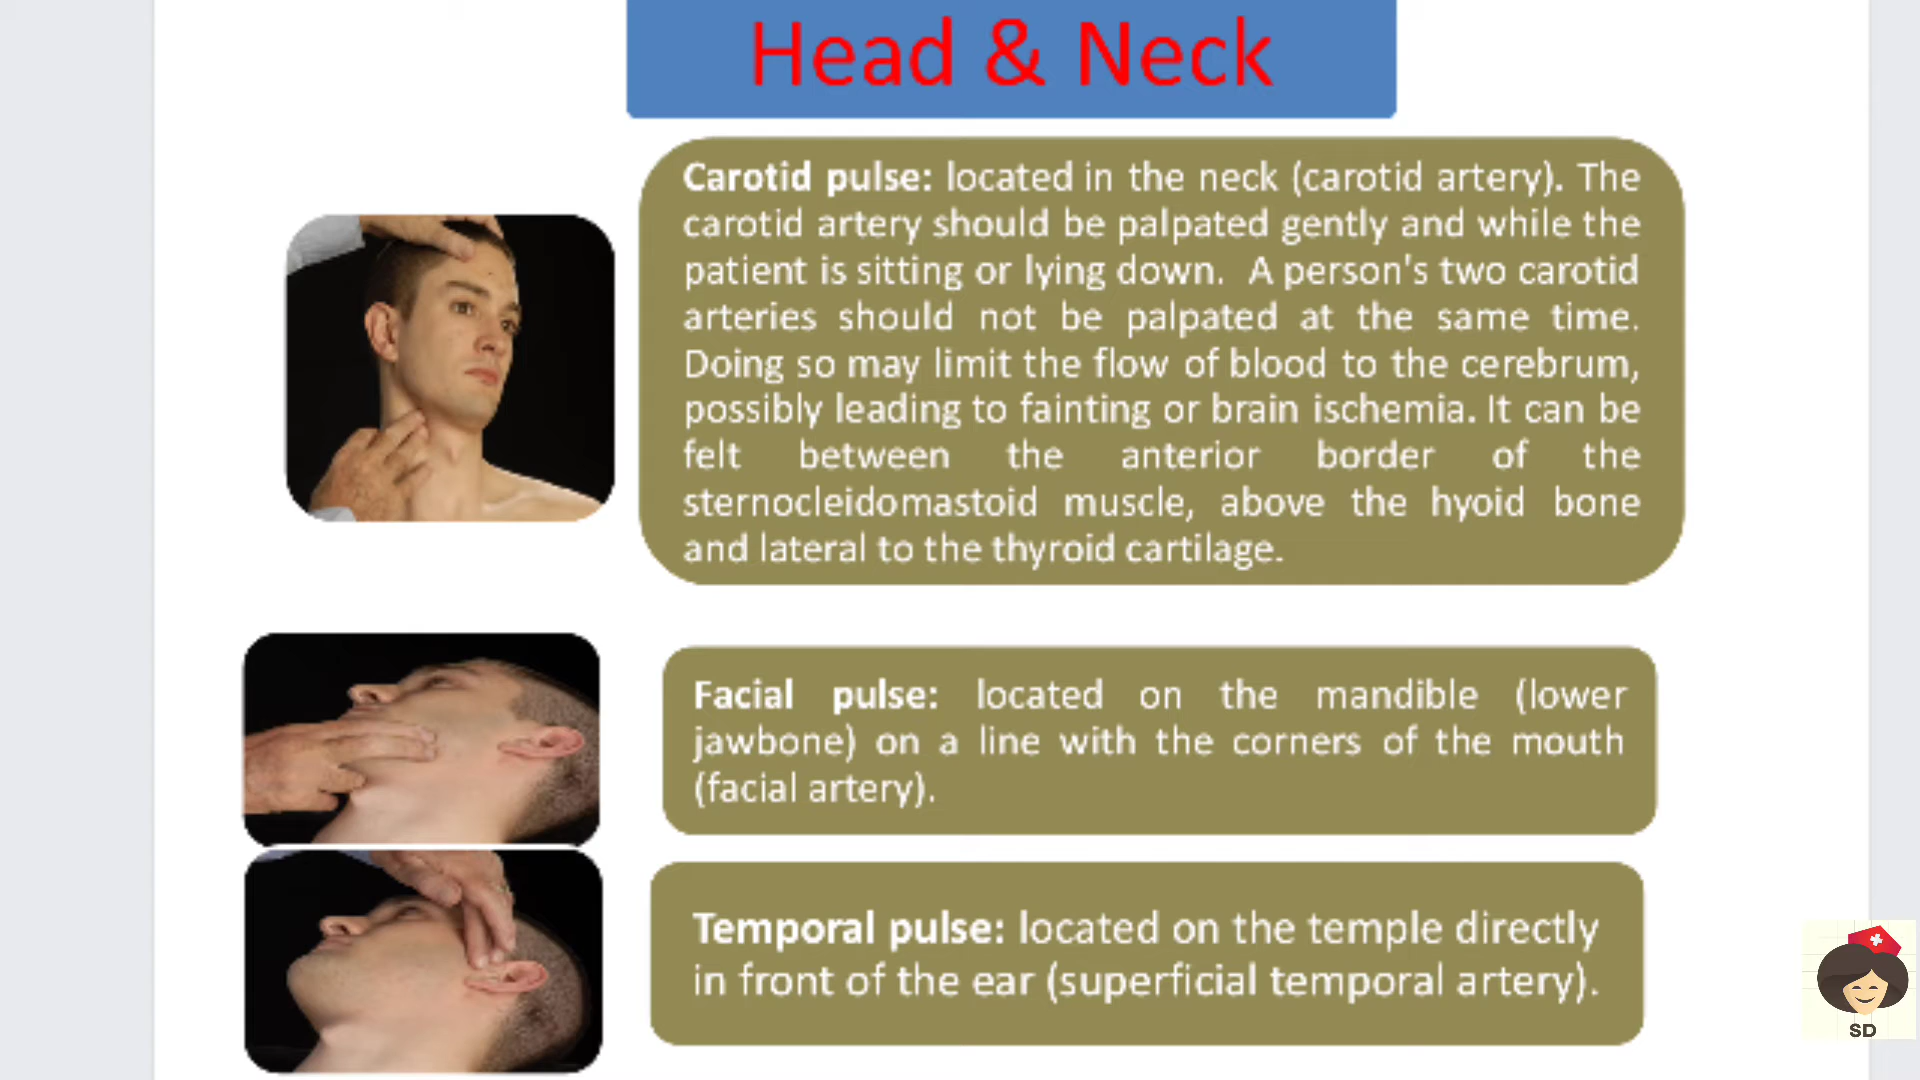 Head & Neck
Carotid pulse: located in the neck (carotid artery). The
carotid artery should be palpated gently and while the
patient is sitting or lying down. A person's two carotid
arteries should not be palpated at the same time.
Doing so may limit the flow of blood to the cerebrum,
possibly leading to fainting or brain ischemia. It can be
felt between the anterior border of the
sternocleidomastoid muscle, above the hyoid bone
and lateral to the thyroid cartilage.
Facial pulse: located on the mandible (lower
jawbone) on a line with the corners of the mouth
(facial artery).
Temporal pulse: located on the temple directly
in front of the ear (superficial temporal artery).
SD